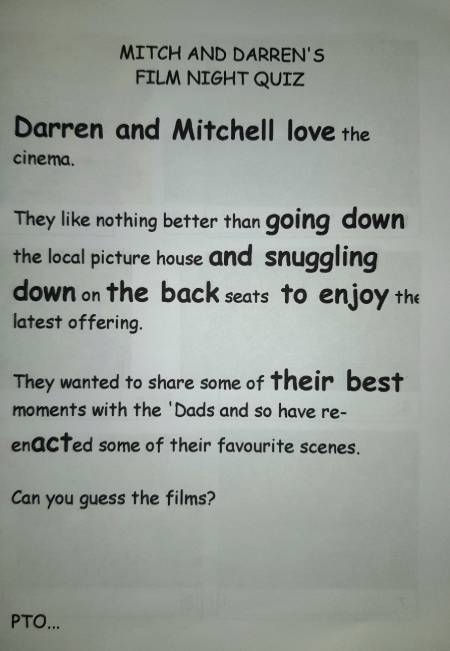 MITCH AND DARREN'S
FILM NIGHT QUIZ
Darren and Mitchell love the
cinema.
They like nothing better than going down
the local picture house and snuggling
down on the back seats to enjoy the
latest offering.
They wanted to share some of their best
moments with the 'Dads and so have re-
enacted some of their favourite scenes.
Can you guess the films?
PTO...